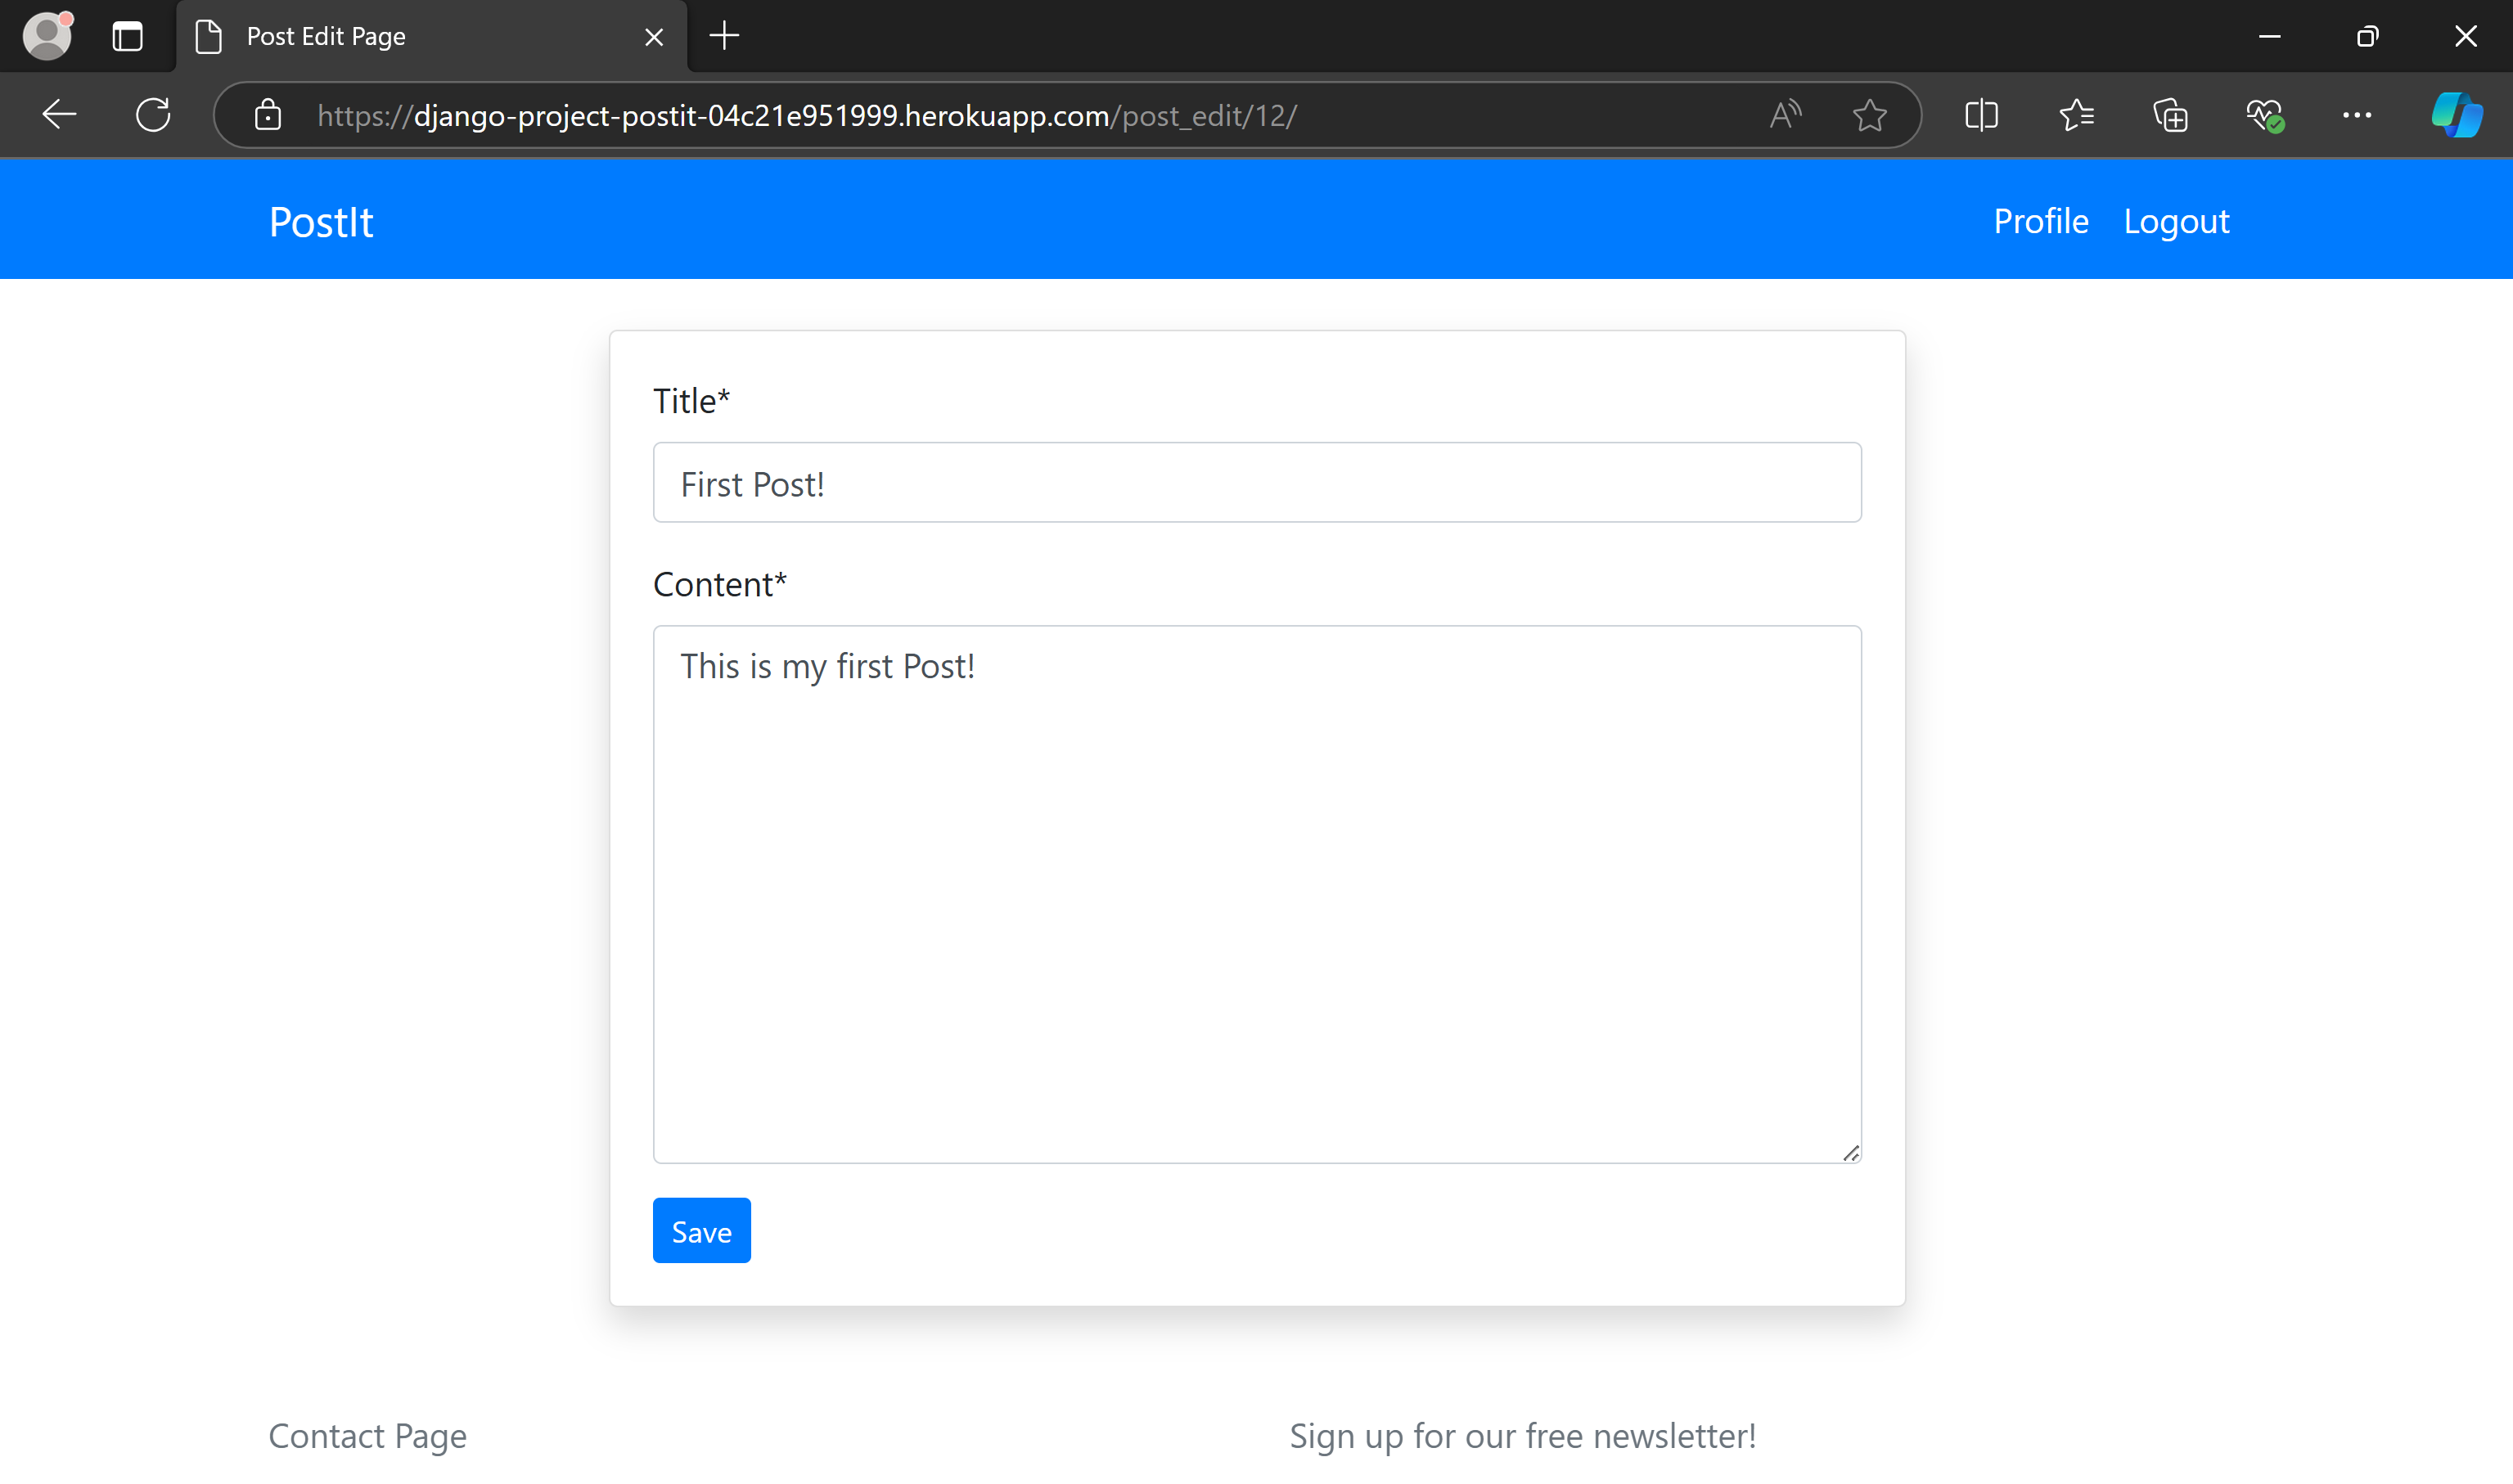 Post Edit Page
https://django-project-postit-04c21e951999.herokuapp.com/post_edit/12/
PostIt Profile Logout
Title*
First Post!
Content*
This is my first Post!
Save
Contact Page Sign up for our free newsletter!